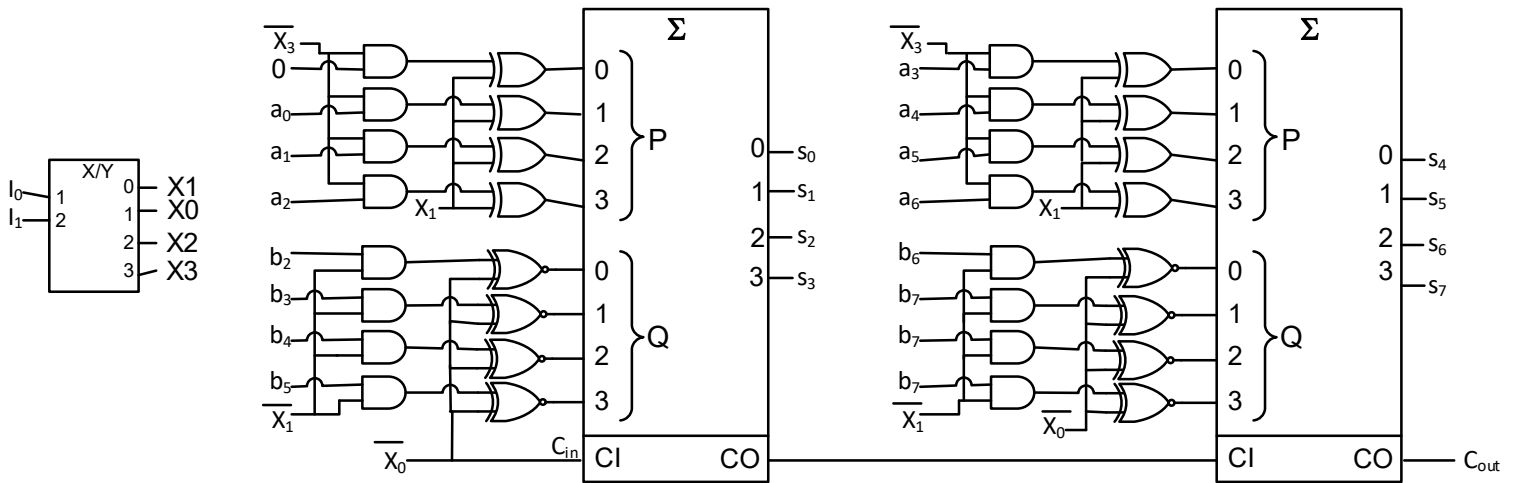 X/Y
I₀ 1 0 X1
I₁ 2 1 X0
2 X2
3 X3
Σ
X̅₃
0 0
a₀ 1
a₁ 2 P
a₂ X₁ 3
b₂ 0
b₃ 1
b₄ 2 Q
b₅ 3
X̅₁
X̅₀ Cᵢₙ CI CO
0 s₀
1 s₁
2 s₂
3 s₃
Σ
X̅₃
a₃ 0
a₄ 1
a₅ 2 P
a₆ X₁ 3
b₆ 0
b₇ 1
b₇ 2 Q
b₇ 3
X̅₁ X̅₀
CI CO Cₒᵤₜ
0 s₄
1 s₅
2 s₆
3 s₇